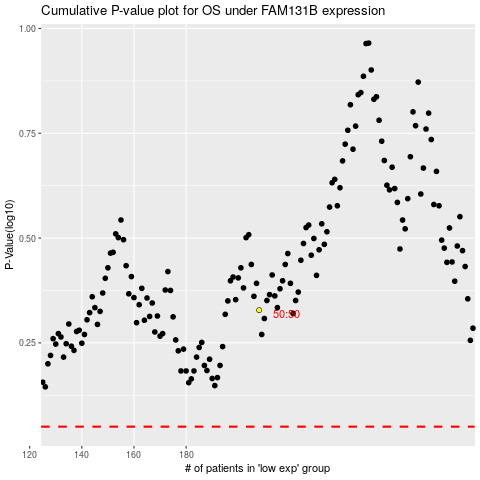 Cumulative P-value plot for OS under FAM131B expression
P-Value(log10)
1.00
0.75
0.50
0.25
50:50
120 140 160 180
# of patients in 'low exp' group